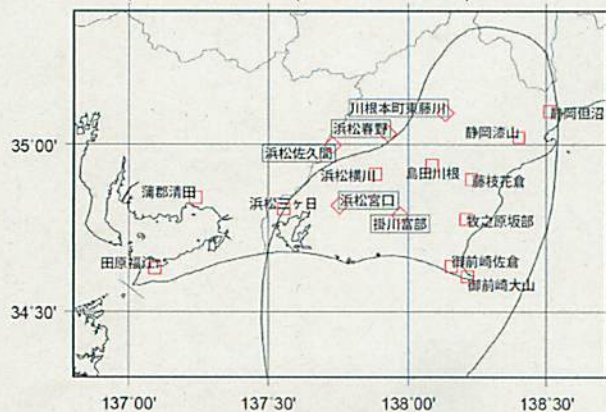 川根本町東藤川
静岡但沼
浜松春野
静岡漆山
35°00'
浜松佐久間
浜松横川
島田川根
藤枝花倉
蒲郡清田
浜松三ヶ日
浜松宮口
掛川富部
牧之原坂部
田原福江
御前崎佐倉
御前崎大山
34°30'
137°00'
137°30'
138°00'
138°30'